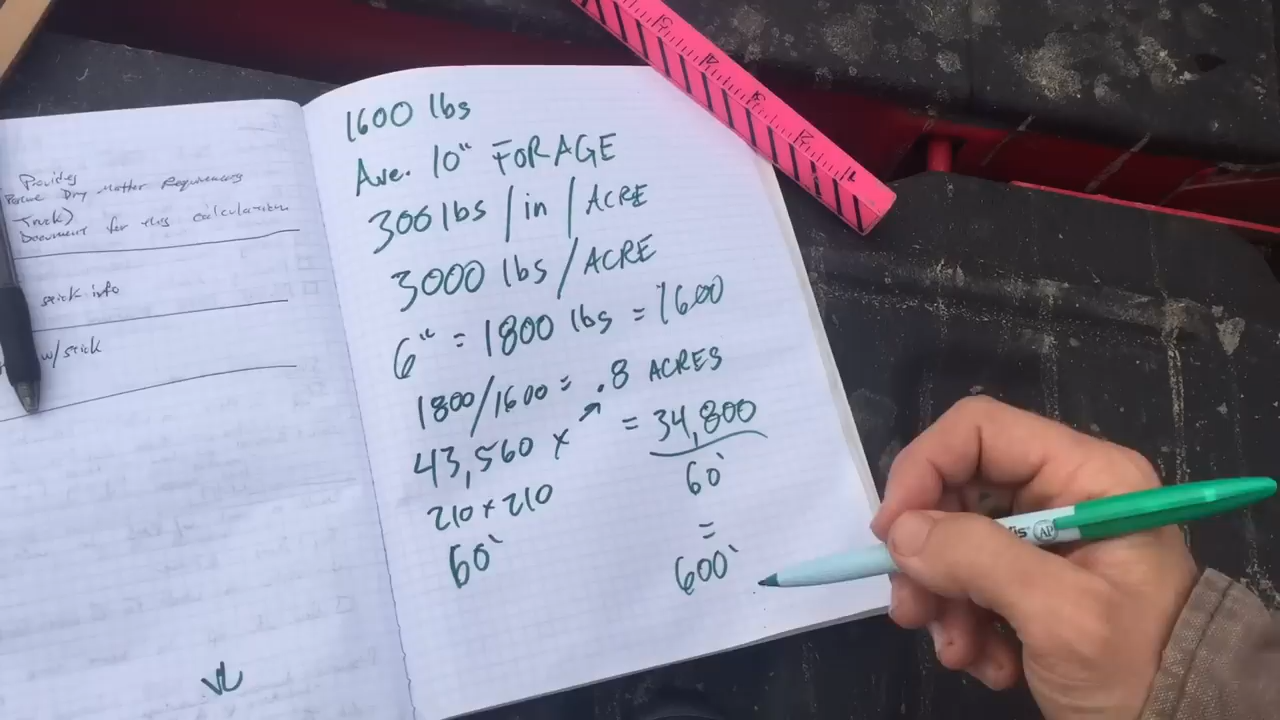 Provides
Dry Matter Requirements
Truck)
Document for this calculation
stick info
w/ stick
1600 lbs
Ave. 10" FORAGE
300 lbs / in / ACRE
3000 lbs / ACRE
6" = 1800 lbs = 1600
1800/1600 = .8 ACRES
43,560 x ↗ = 34,800
210 x 210
60'
60'
=
600'
AP